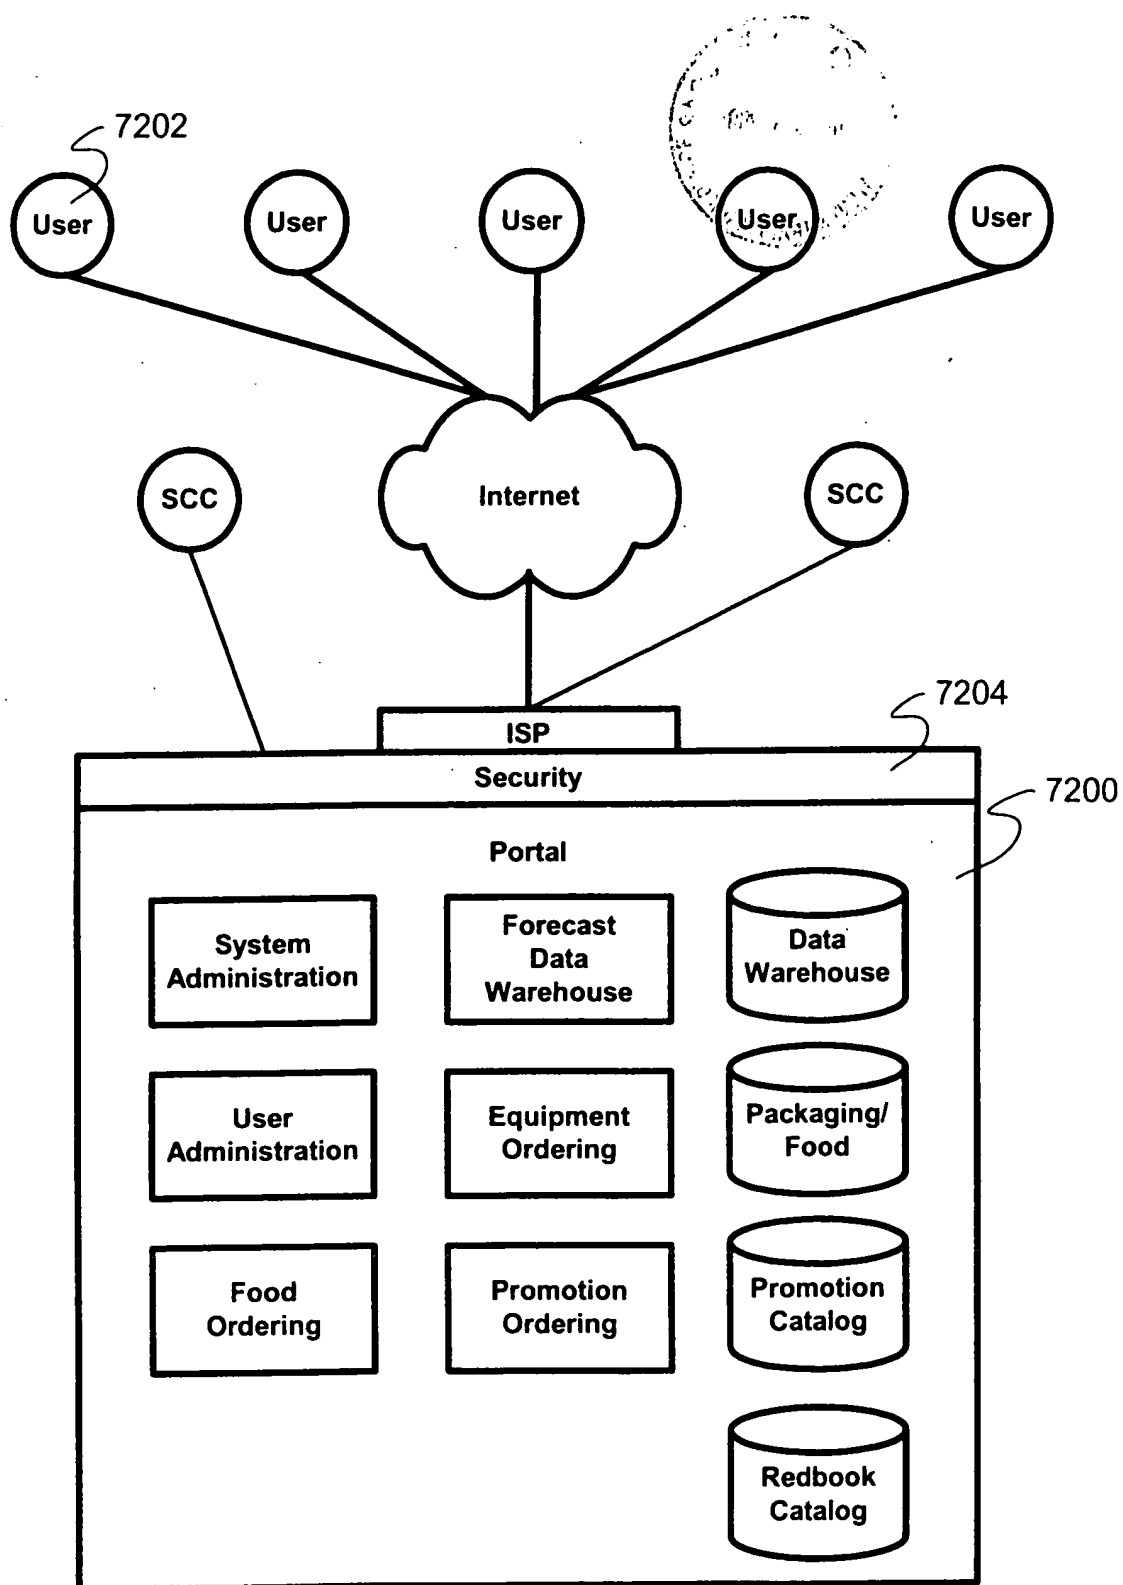 7202
User
User
User
User
User
SCC
Internet
SCC
7204
ISP
Security
7200
Portal
System
Administration
Forecast
Data
Warehouse
Data
Warehouse
User
Administration
Equipment
Ordering
Packaging/
Food
Food
Ordering
Promotion
Ordering
Promotion
Catalog
Redbook
Catalog